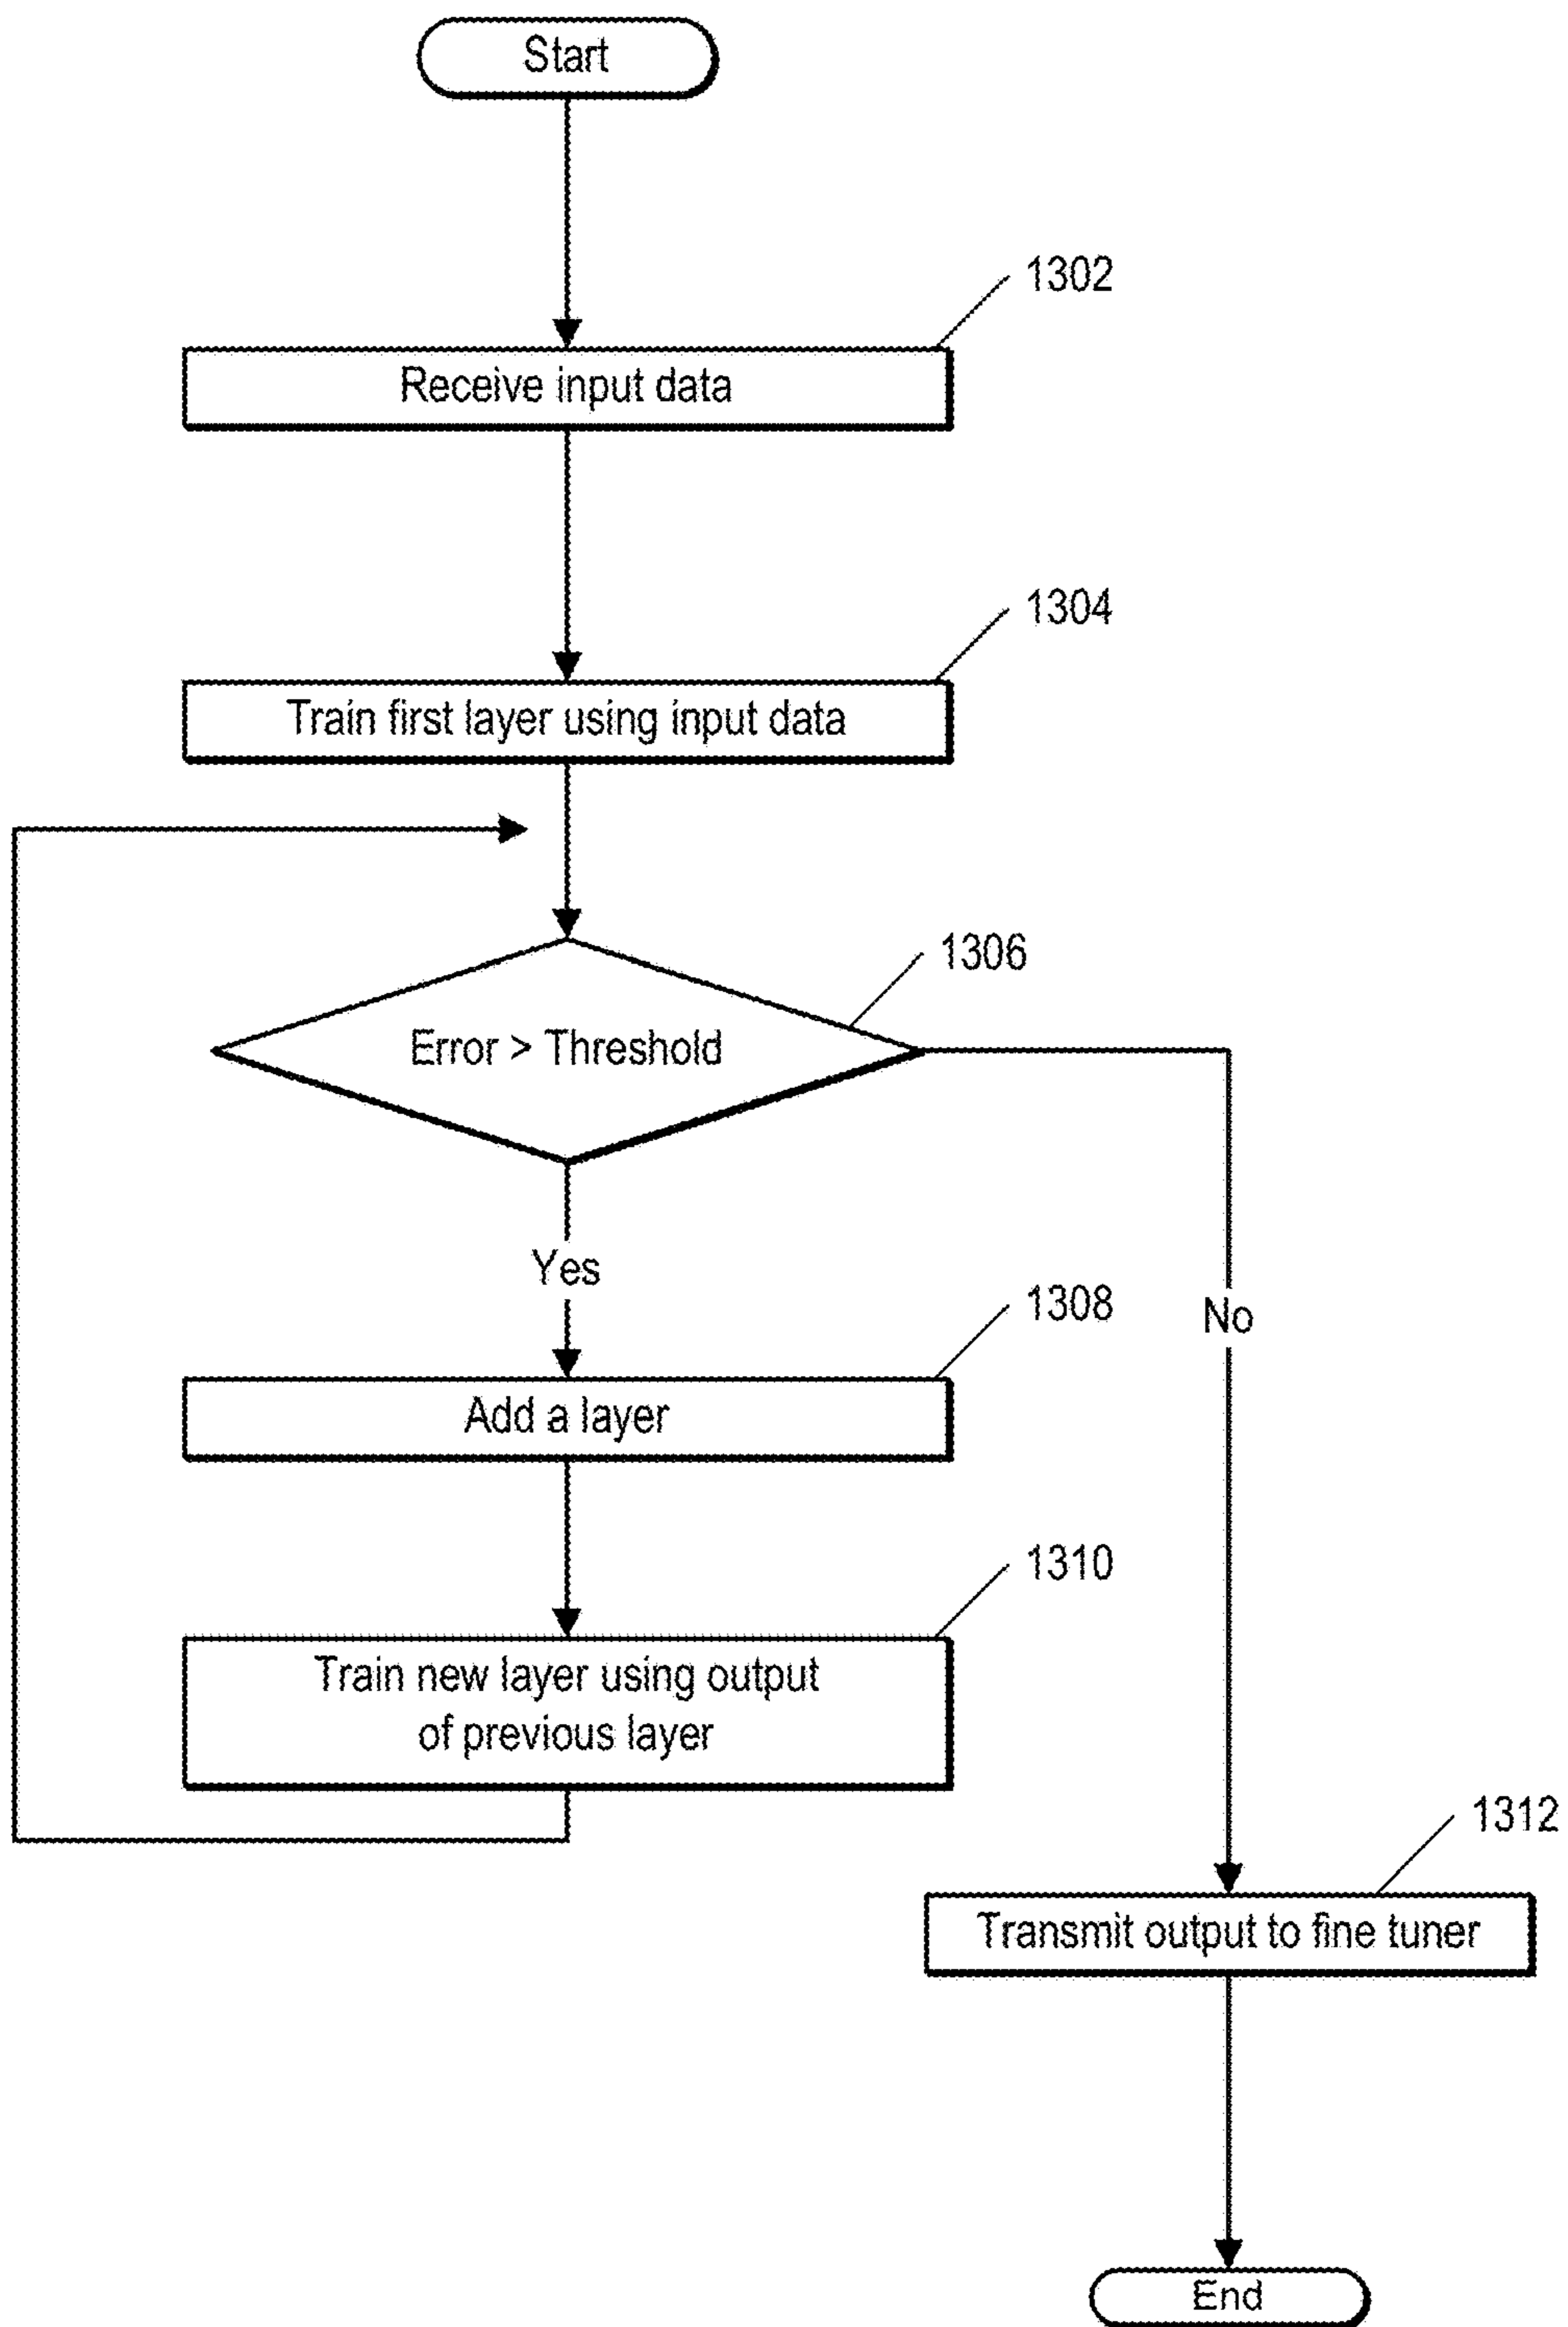 Start
1302
Receive input data
1304
Train first layer using input data
1306
Error > Threshold
Yes
No
1308
Add a layer
1310
Train new layer using output
of previous layer
1312
Transmit output to fine tuner
End